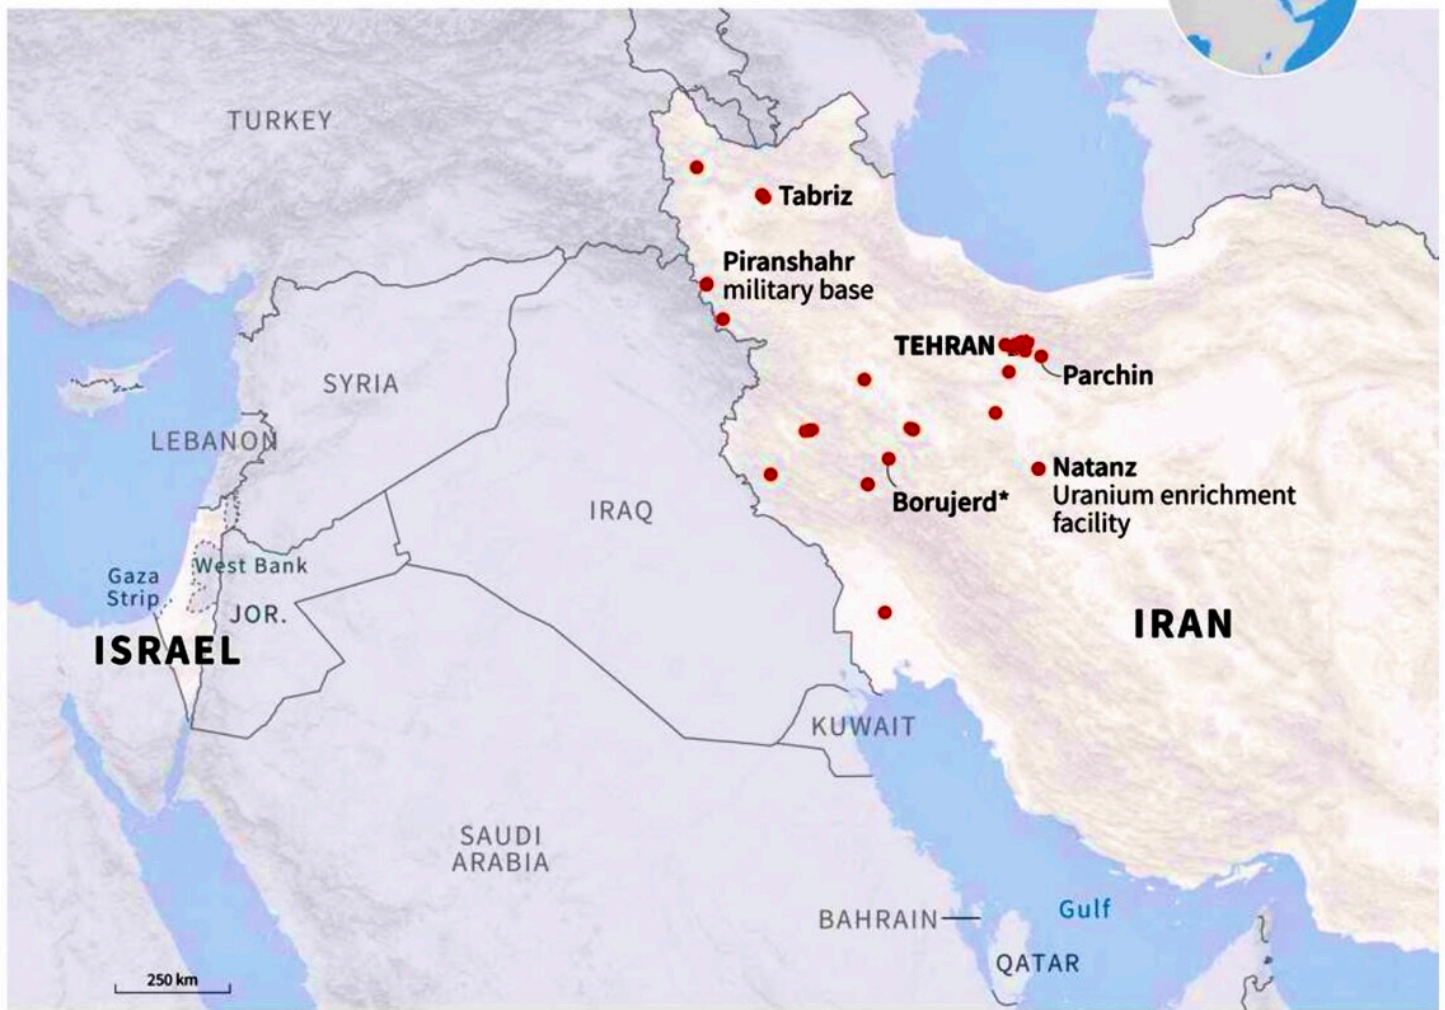 TURKEY
Tabriz
Piranshahr
military base
TEHRAN
Parchin
SYRIA
LEBANON
Natanz
Uranium enrichment
facility
Borujerd*
IRAQ
West Bank
Gaza
Strip
JOR.
ISRAEL
IRAN
KUWAIT
SAUDI
ARABIA
BAHRAIN
Gulf
QATAR
250 km